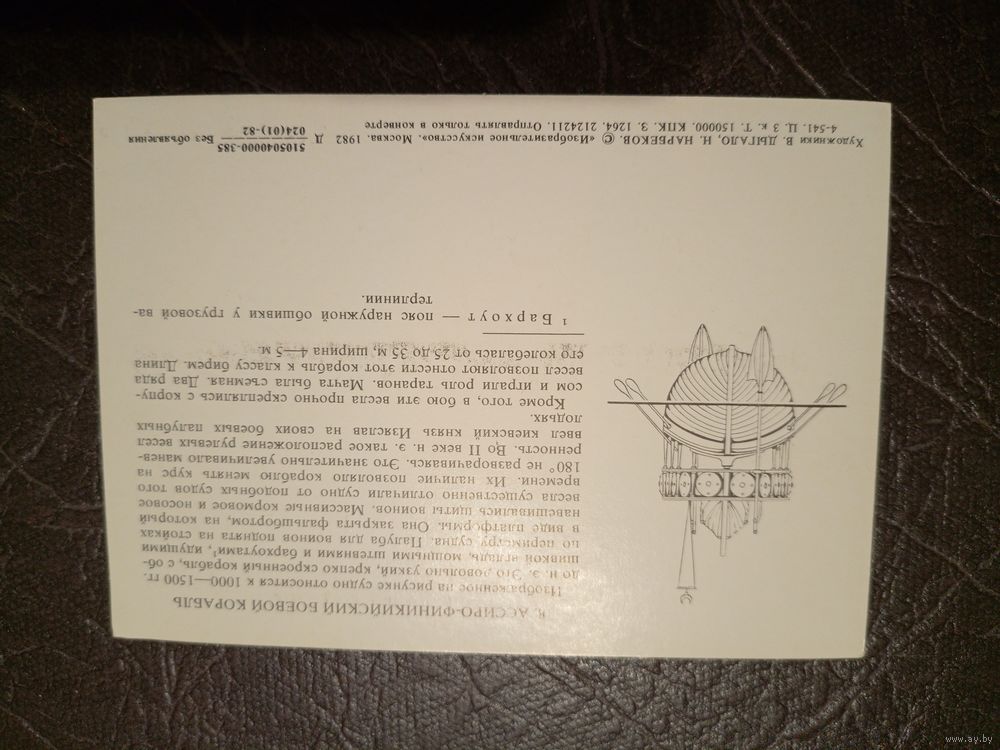 4. АССИРО-ФИНИКИЙСКИЙ БОЕВОЙ КОРАБЛЬ
Изображенное на рисунке судно относится к 1000—1500 гг.
до н. э. Это довольно узкий, крепко скроенный корабль, с об-
шивкой вгладь, мощными штевнями и бархоутами¹, идущими
по периметру судна. Палуба для воинов поднята на стойках
в виде платформы. Она закрыта фальшбортом, на который
навешивались щиты воинов. Массивные кормовое и носовое
весла существенно отличали судно от подобных судов того
времени. Их наличие позволяло кораблю менять курс на
180° не разворачиваясь. Это значительно увеличивало манев-
ренность. Во II веке н. э. такое расположение рулевых весел
ввел киевский князь Изяслав на своих боевых палубных
лодьях.
Кроме того, в бою эти весла прочно скреплялись с корпу-
сом и играли роль таранов. Мачта была съемная. Два ряда
весел позволяют отнести этот корабль к классу бирем. Длина
его колебалась от 25 до 35 м, ширина 4—5 м.
¹ Бархоут — пояс наружной обшивки у грузовой ва-
терлинии.
Художники В. ДЫГАЛО, Н. НАРБЕКОВ. © «Изобразительное искусство». Москва. 1982
4-541. Ц. 3 к. З. Т. 150000. КПК. З. 1264. 2124211. Отправлять только в конверте
Д 5105040000-385
024(01)-82 Без объявления
www.ay.by